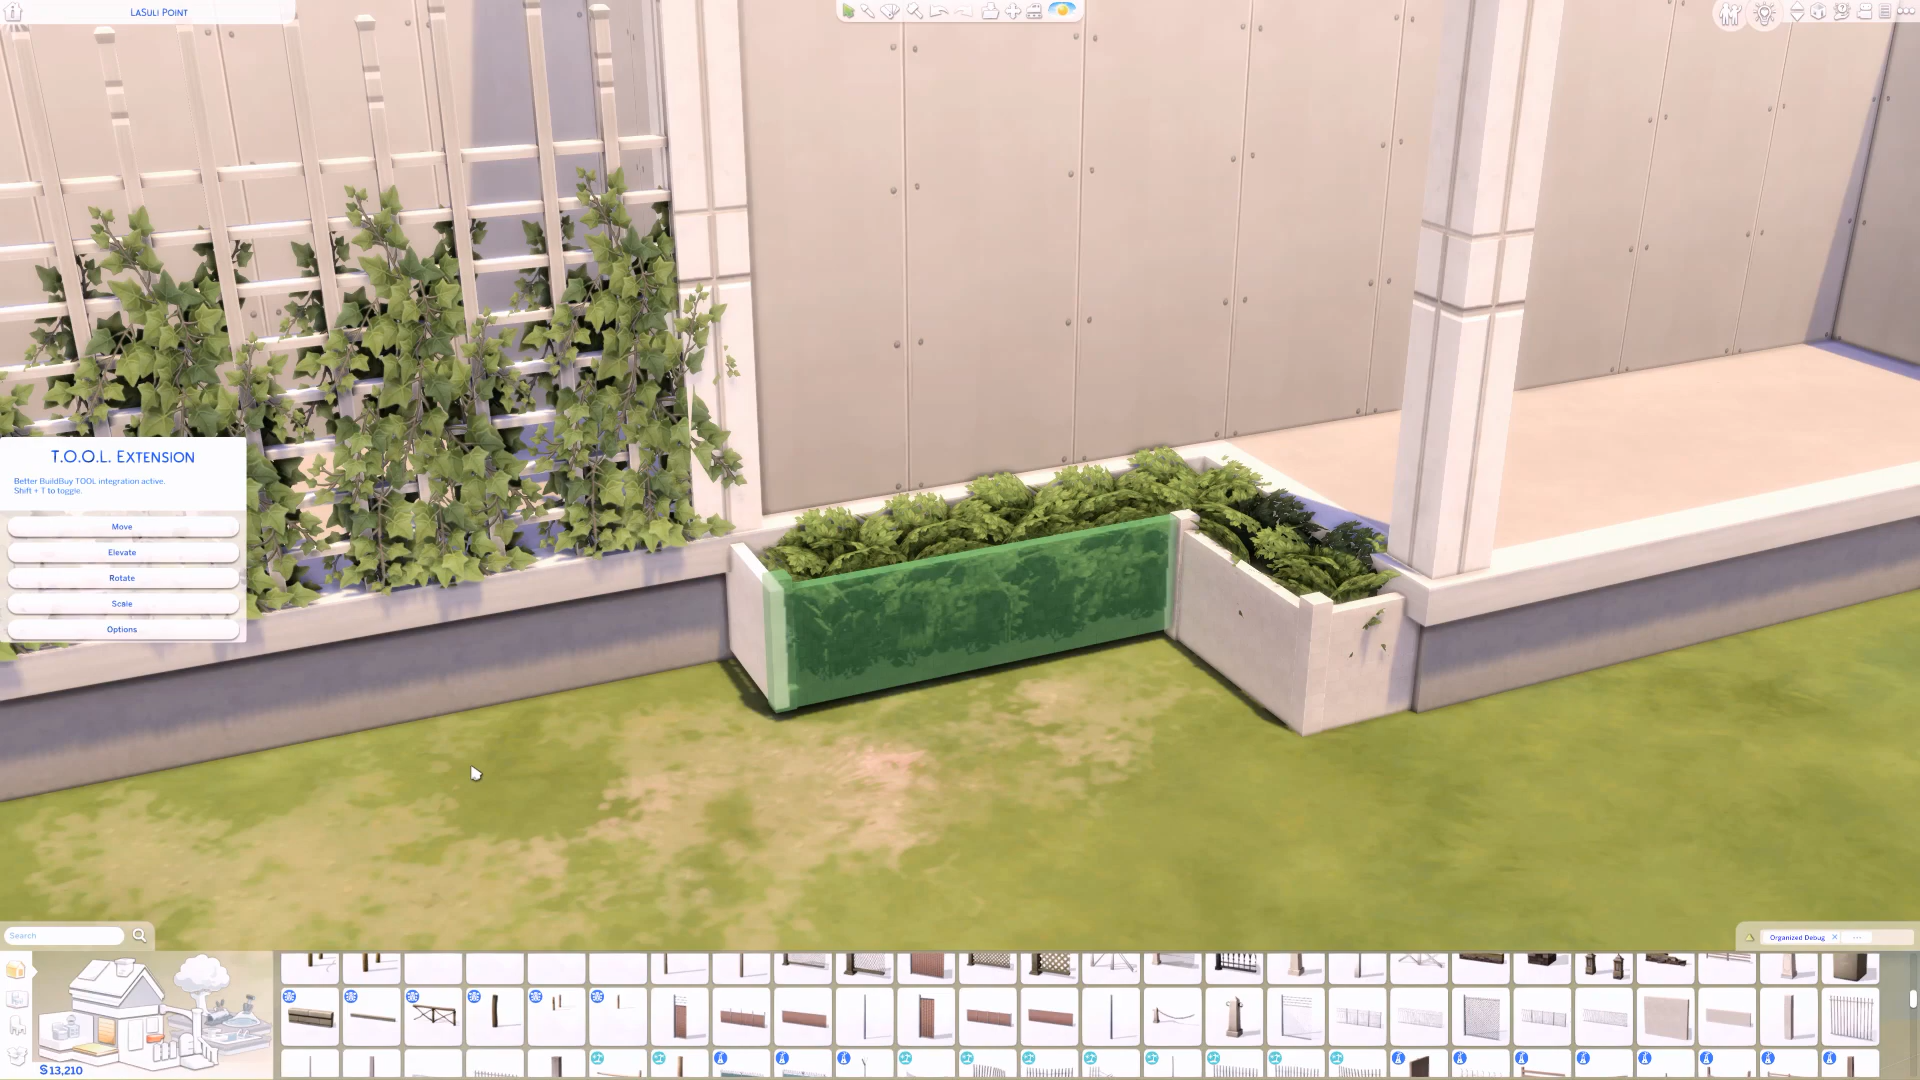 LaSuli Point
T.O.O.L. Extension
Better BuildBuy TOOL integration active.
Shift + T to toggle.
Move
Elevate
Rotate
Scale
Options
Search
Organized Debug
§13,210